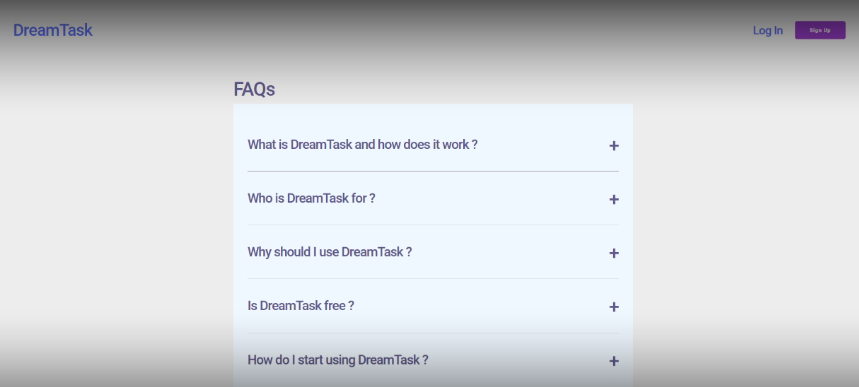 DreamTask
Log In
Sign Up
FAQs
What is DreamTask and how does it work ?
+
Who is DreamTask for ?
+
Why should I use DreamTask ?
+
Is DreamTask free ?
+
How do I start using DreamTask ?
+